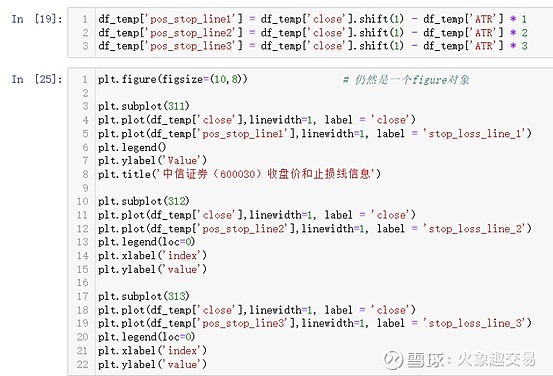 In [19]:
1 df_temp['pos_stop_line1'] = df_temp['close'].shift(1) - df_temp['ATR'] * 1
2 df_temp['pos_stop_line2'] = df_temp['close'].shift(1) - df_temp['ATR'] * 2
3 df_temp['pos_stop_line3'] = df_temp['close'].shift(1) - df_temp['ATR'] * 3
In [25]:
1 plt.figure(figsize=(10,8)) # 仍然是一个figure对象
2
3 plt.subplot(311)
4 plt.plot(df_temp['close'],linewidth=1, label = 'close')
5 plt.plot(df_temp['pos_stop_line1'],linewidth=1, label = 'stop_loss_line_1')
6 plt.legend()
7 plt.ylabel('Value')
8 plt.title('中信证券（600030）收盘价和止损线信息')
9
10 plt.subplot(312)
11 plt.plot(df_temp['close'],linewidth=1, label = 'close')
12 plt.plot(df_temp['pos_stop_line2'],linewidth=1, label = 'stop_loss_line_2')
13 plt.legend(loc=0)
14 plt.xlabel('index')
15 plt.ylabel('value')
16
17 plt.subplot(313)
18 plt.plot(df_temp['close'],linewidth=1, label = 'close')
19 plt.plot(df_temp['pos_stop_line3'],linewidth=1, label = 'stop_loss_line_3')
20 plt.legend(loc=0)
21 plt.xlabel('index')
22 plt.ylabel('value')
雪球：火象趣交易